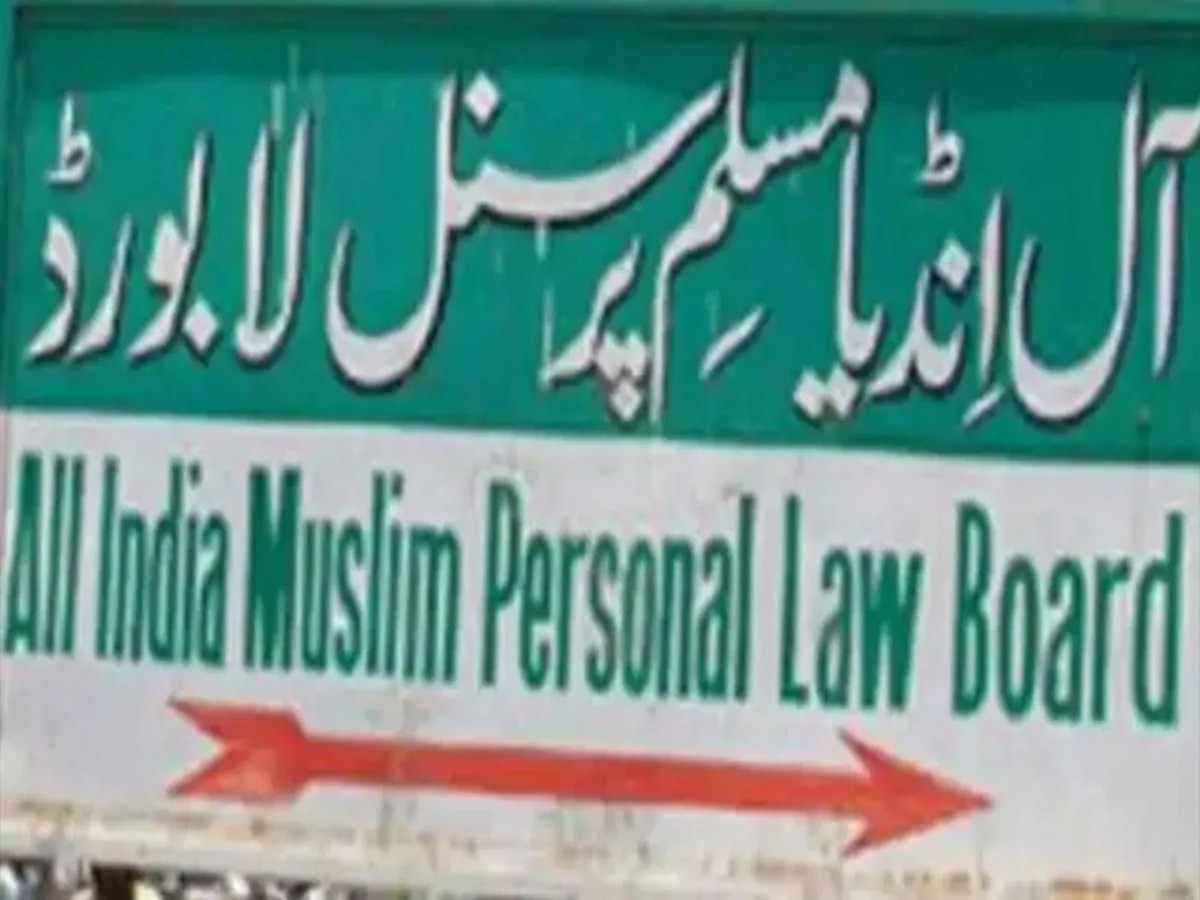 آل اِنڈیا مسلم پرسنل لا بورڈ
All India Muslim Personal Law Board